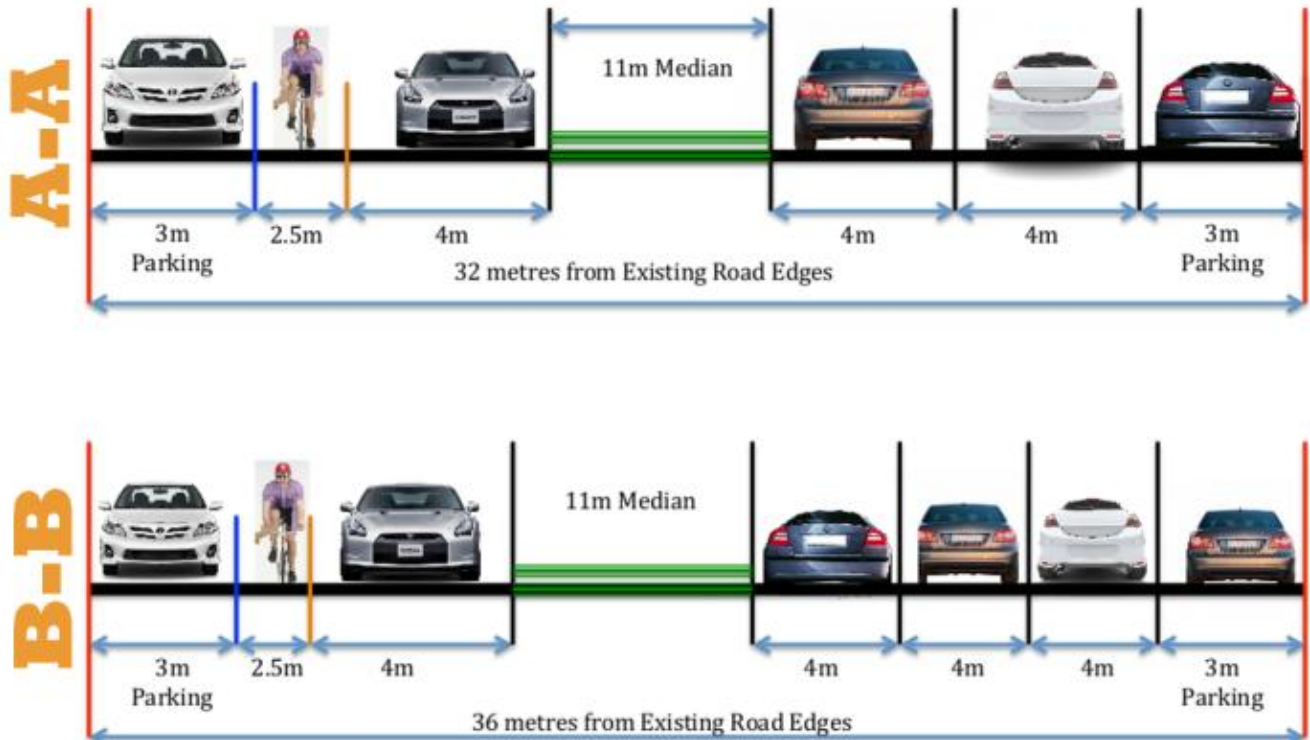 A-A
11m Median
3m
Parking
2.5m
4m
4m
4m
3m
Parking
32 metres from Existing Road Edges
B-B
11m Median
3m
Parking
2.5m
4m
4m
4m
4m
3m
Parking
36 metres from Existing Road Edges